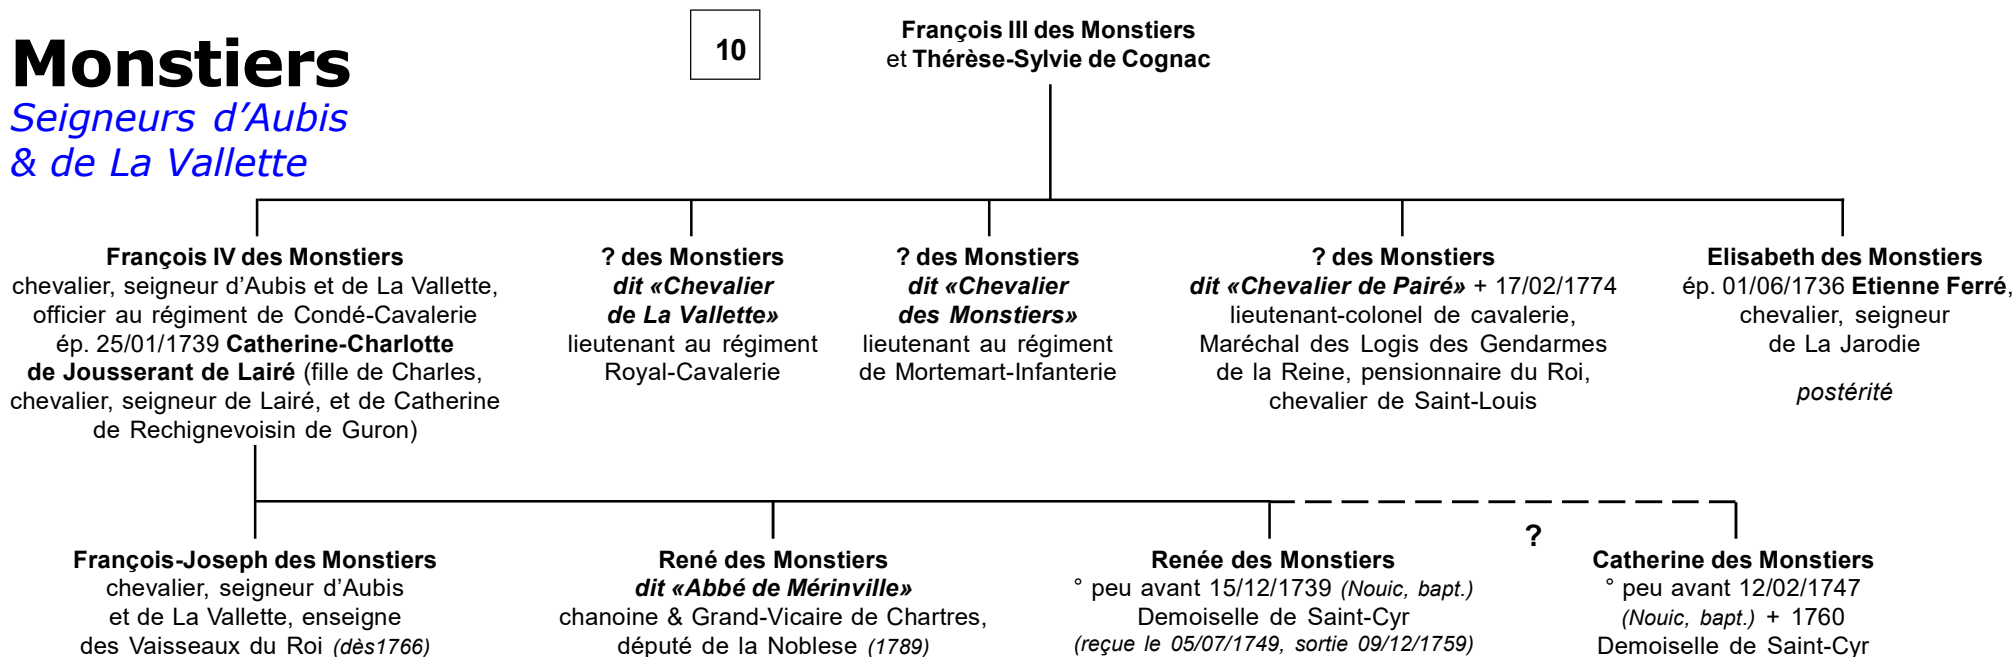 Monstiers
Seigneurs d’Aubis
& de La Vallette
10
François III des Monstiers
et Thérèse-Sylvie de Cognac
François IV des Monstiers
chevalier, seigneur d’Aubis et de La Vallette,
officier au régiment de Condé-Cavalerie
ép. 25/01/1739 Catherine-Charlotte
de Jousserant de Lairé (fille de Charles,
chevalier, seigneur de Lairé, et de Catherine
de Rechignevoisin de Guron)
? des Monstiers
dit «Chevalier
de La Vallette»
lieutenant au régiment
Royal-Cavalerie
? des Monstiers
dit «Chevalier
des Monstiers»
lieutenant au régiment
de Mortemart-Infanterie
? des Monstiers
dit «Chevalier de Pairé» + 17/02/1774
lieutenant-colonel de cavalerie,
Maréchal des Logis des Gendarmes
de la Reine, pensionnaire du Roi,
chevalier de Saint-Louis
Elisabeth des Monstiers
ép. 01/06/1736 Etienne Ferré,
chevalier, seigneur
de La Jarodie
postérité
François-Joseph des Monstiers
chevalier, seigneur d’Aubis
et de La Vallette, enseigne
des Vaisseaux du Roi (dès1766)
René des Monstiers
dit «Abbé de Mérinville»
chanoine & Grand-Vicaire de Chartres,
député de la Noblese (1789)
Renée des Monstiers
° peu avant 15/12/1739 (Nouic, bapt.)
Demoiselle de Saint-Cyr
(reçue le 05/07/1749, sortie 09/12/1759)
?
Catherine des Monstiers
° peu avant 12/02/1747
(Nouic, bapt.) + 1760
Demoiselle de Saint-Cyr